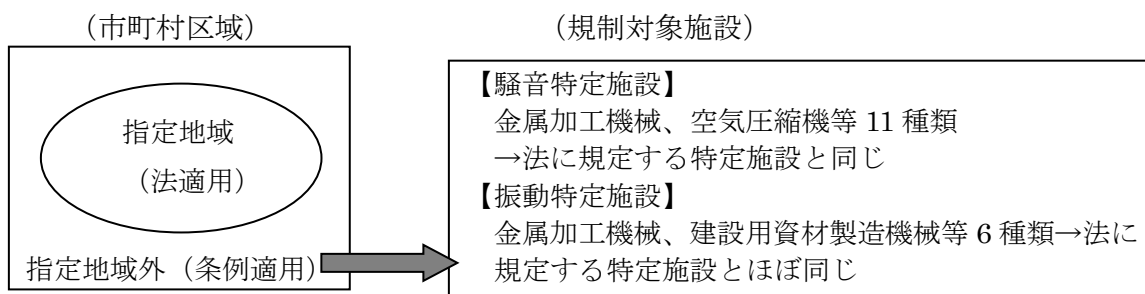 （市町村区域）
（規制対象施設）
指定地域
（法適用）
指定地域外（条例適用）
【騒音特定施設】
金属加工機械、空気圧縮機等 11 種類
→法に規定する特定施設と同じ
【振動特定施設】
金属加工機械、建設用資材製造機械等 6 種類→法に
規定する特定施設とほぼ同じ